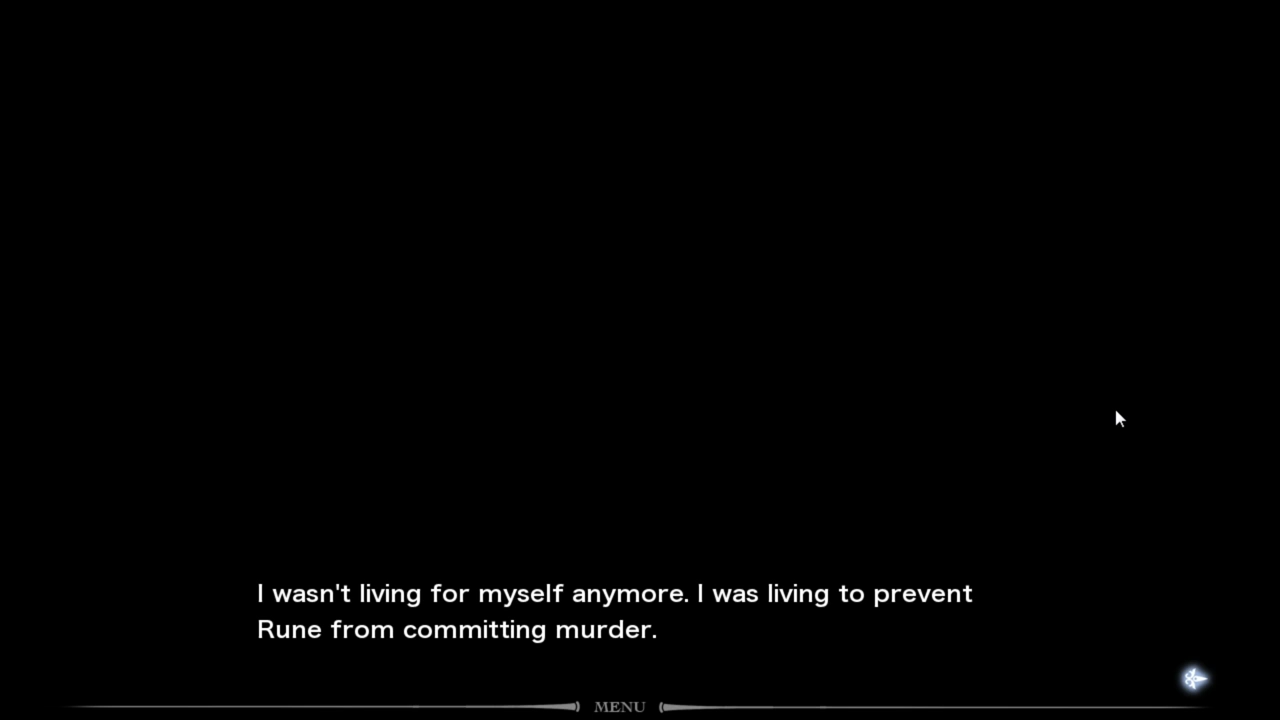 I wasn't living for myself anymore. I was living to prevent
Rune from committing murder.
MENU